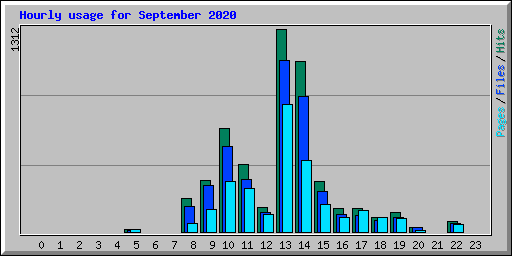 Hourly usage for September 2020
1312
Pages / Files / Hits
0 1 2 3 4 5 6 7 8 9 10 11 12 13 14 15 16 17 18 19 20 21 22 23